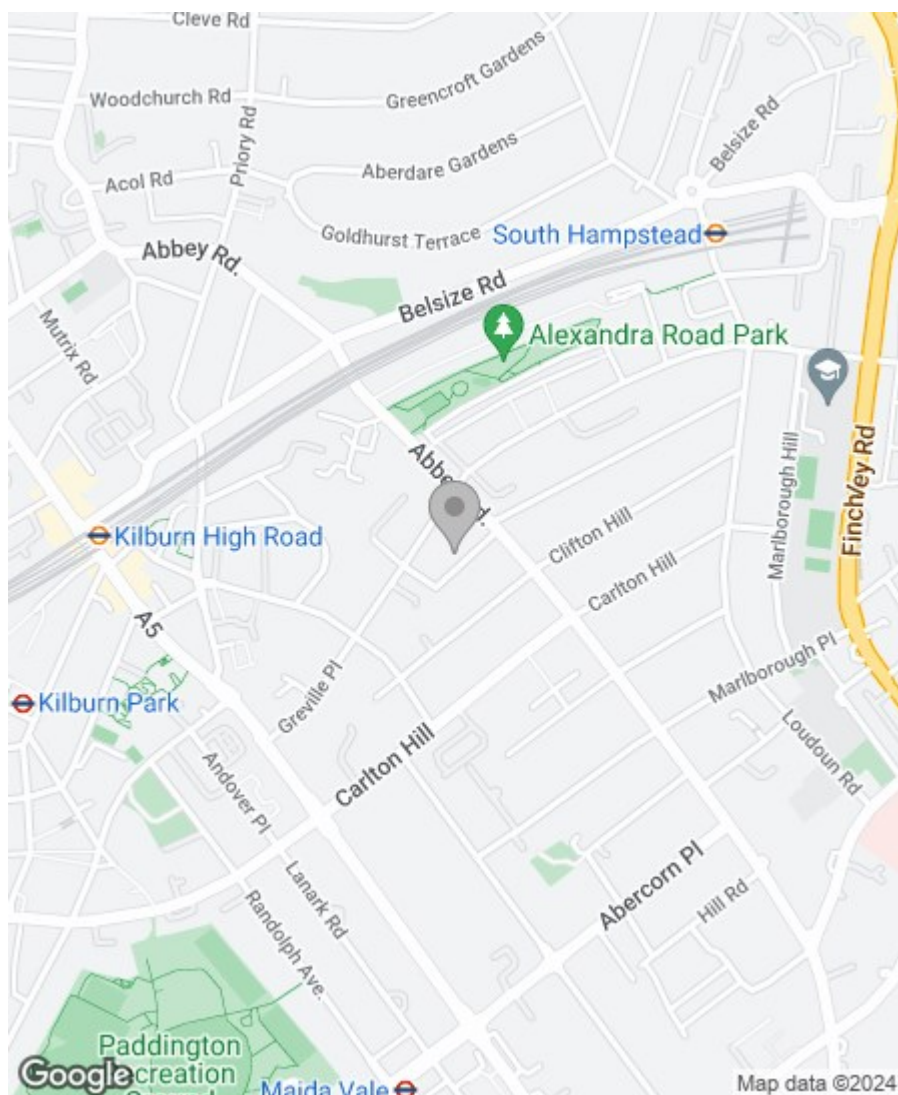 Cleve Rd
Greencroft Gardens
Woodchurch Rd
Priory Rd
Belsize Rd
Aberdare Gardens
Acol Rd
Goldhurst Terrace
South Hampstead
Abbey Rd.
Belsize Rd
Mutrix Rd
Alexandra Road Park
Finchley Rd
Marlborough Hill
Abbe
d.
Kilburn High Road
Clifton Hill
Carlton Hill
A5
Marlborough Pl
Greville Pl
Kilburn Park
Loudoun Rd
Carlton Hill
Andover Pl
Abercorn Pl
Lanark Rd
Hill Rd
Randolph Ave.
Paddington
creation
Google
Maida Vale
Map data ©2024